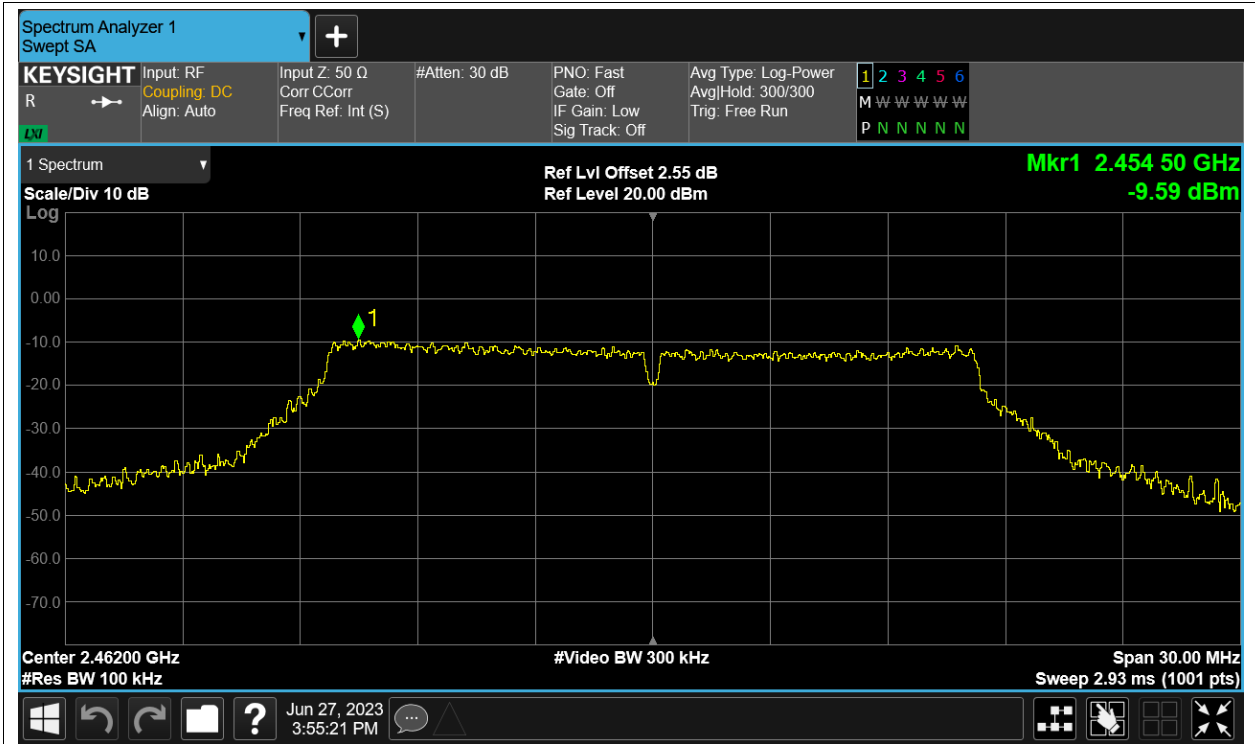 Spectrum Analyzer 1
Swept SA
KEYSIGHT
R
LXI
Input: RF
Coupling: DC
Align: Auto
Input Z: 50 Ω
Corr CCorr
Freq Ref: Int (S)
#Atten: 30 dB
PNO: Fast
Gate: Off
IF Gain: Low
Sig Track: Off
Avg Type: Log-Power
Avg|Hold: 300/300
Trig: Free Run
1 2 3 4 5 6
M W W W W W
P N N N N N
1 Spectrum
Scale/Div 10 dB
Log
Ref Lvl Offset 2.55 dB
Ref Level 20.00 dBm
Mkr1 2.454 50 GHz
-9.59 dBm
10.0
0.00
-10.0
-20.0
-30.0
-40.0
-50.0
-60.0
-70.0
1
Center 2.46200 GHz
#Res BW 100 kHz
#Video BW 300 kHz
Span 30.00 MHz
Sweep 2.93 ms (1001 pts)
?
Jun 27, 2023
3:55:21 PM